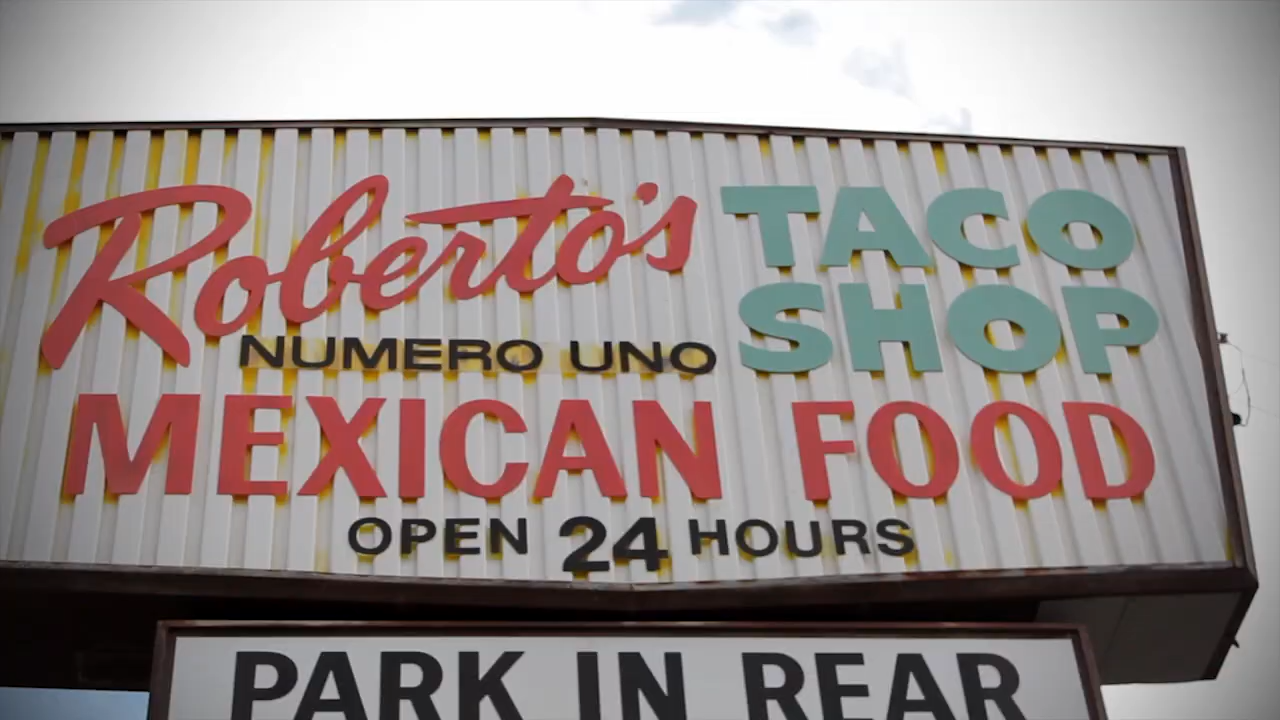 Roberto's TACO SHOP
NUMERO UNO
MEXICAN FOOD
OPEN 24 HOURS
PARK IN REAR